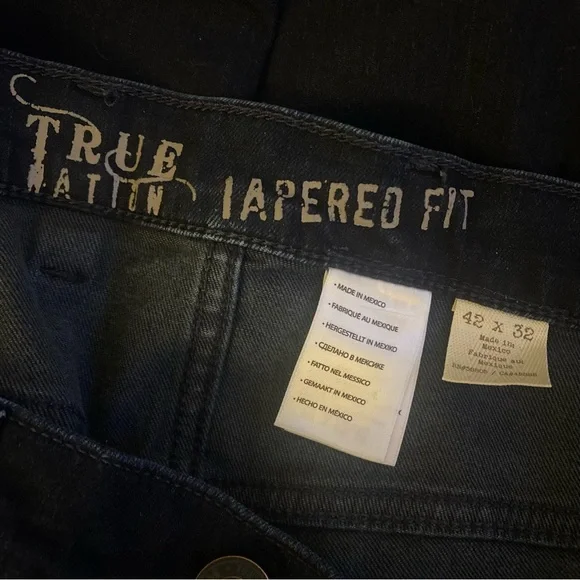 TRUE
NATION
TAPERED FIT
• MADE IN MEXICO
• FABRIQUÉ AU MEXIQUE
• HERGESTELLT IN MEXIKO
• СДЕЛАНО В МЕКСИКЕ
• FATTO NEL MESSICO
• GEMAAKT IN MEXICO
• HECHO EN MÉXICO
42 X 32
Made in
Mexico
Fabrique au
Mexique